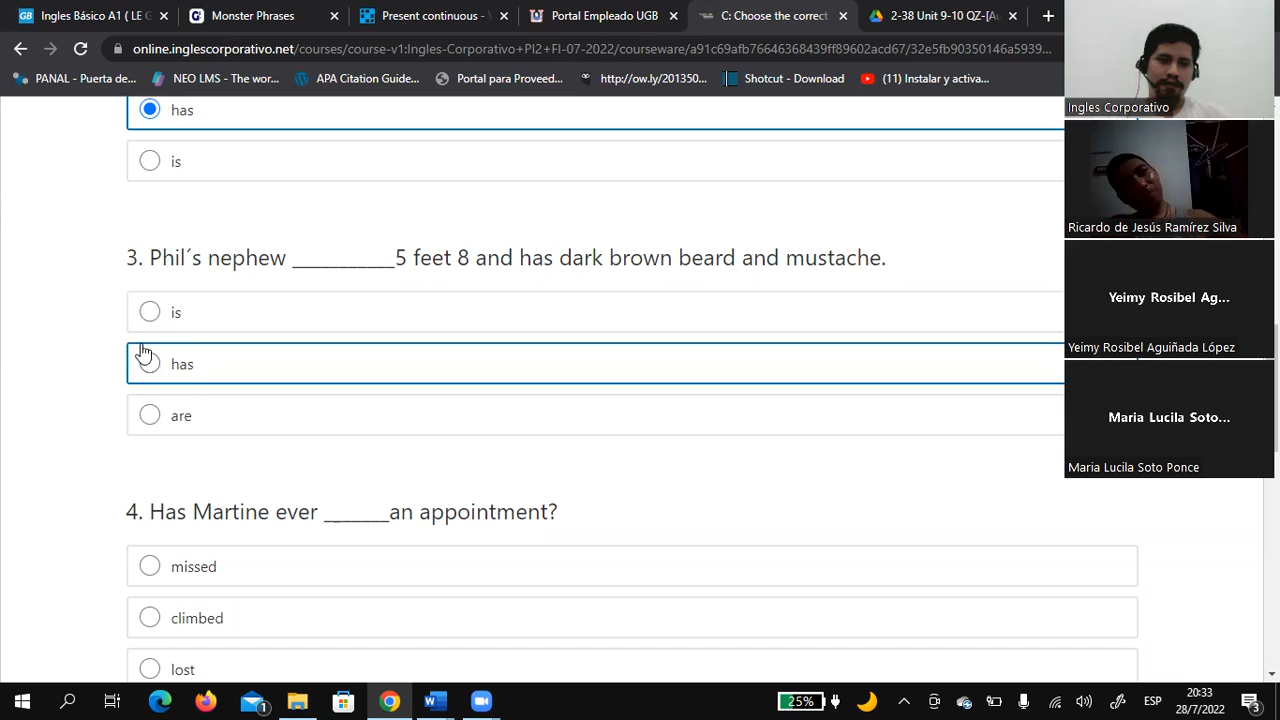 Inglés Básico A1 ( LE G
Monster Phrases
Present continuous -
Portal Empleado UGB
C: Choose the correct
2-38 Unit 9-10 QZ-[A
online.inglescorporativo.net/courses/course-v1:Ingles-Corporativo+PI2+FI-07-2022/courseware/a91c69afb76646368439ff89602acd67/32e5fb90350146a5939...
PANAL - Puerta de...
NEO LMS - The wor...
APA Citation Guide...
Portal para Proveed...
http://ow.ly/201350...
Shotcut - Download
(11) Instalar y activa...
has
is
3. Phil´s nephew ___________5 feet 8 and has dark brown beard and mustache.
is
has
are
4. Has Martine ever _______an appointment?
missed
climbed
lost
Ingles Corporativo
Ricardo de Jesús Ramírez Silva
Yeimy Rosibel Ag...
Yeimy Rosibel Aguiñada López
Maria Lucila Soto...
Maria Lucila Soto Ponce
1
25%
ESP
20:33
28/7/2022
3